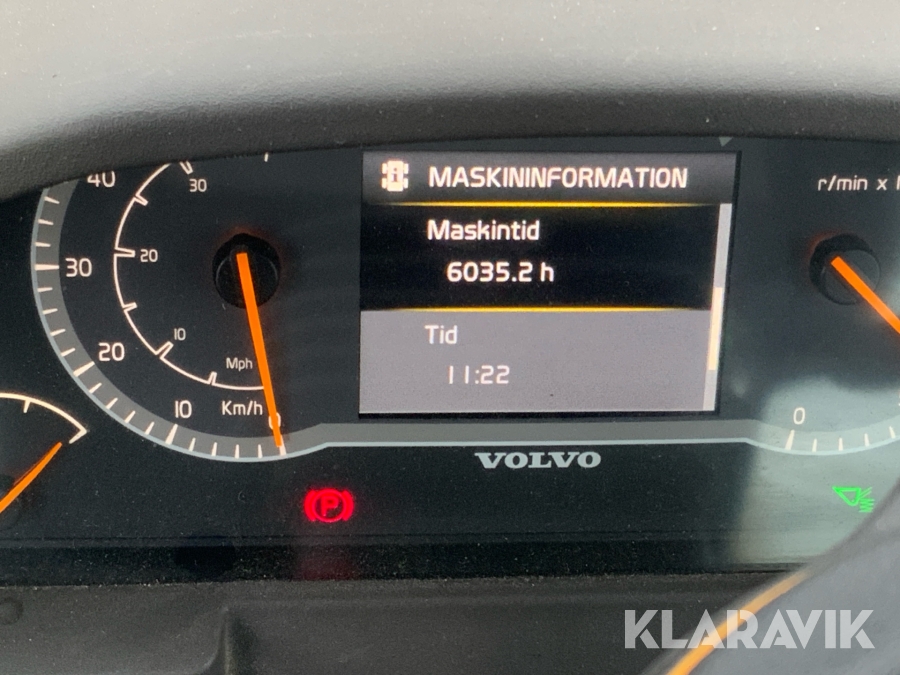 MASKININFORMATION
Maskintid
6035.2 h
Tid
11:22
40
30
20
10
0
30
20
10
Mph
Km/h
r/min x
0
VOLVO
P
KLARAVIK